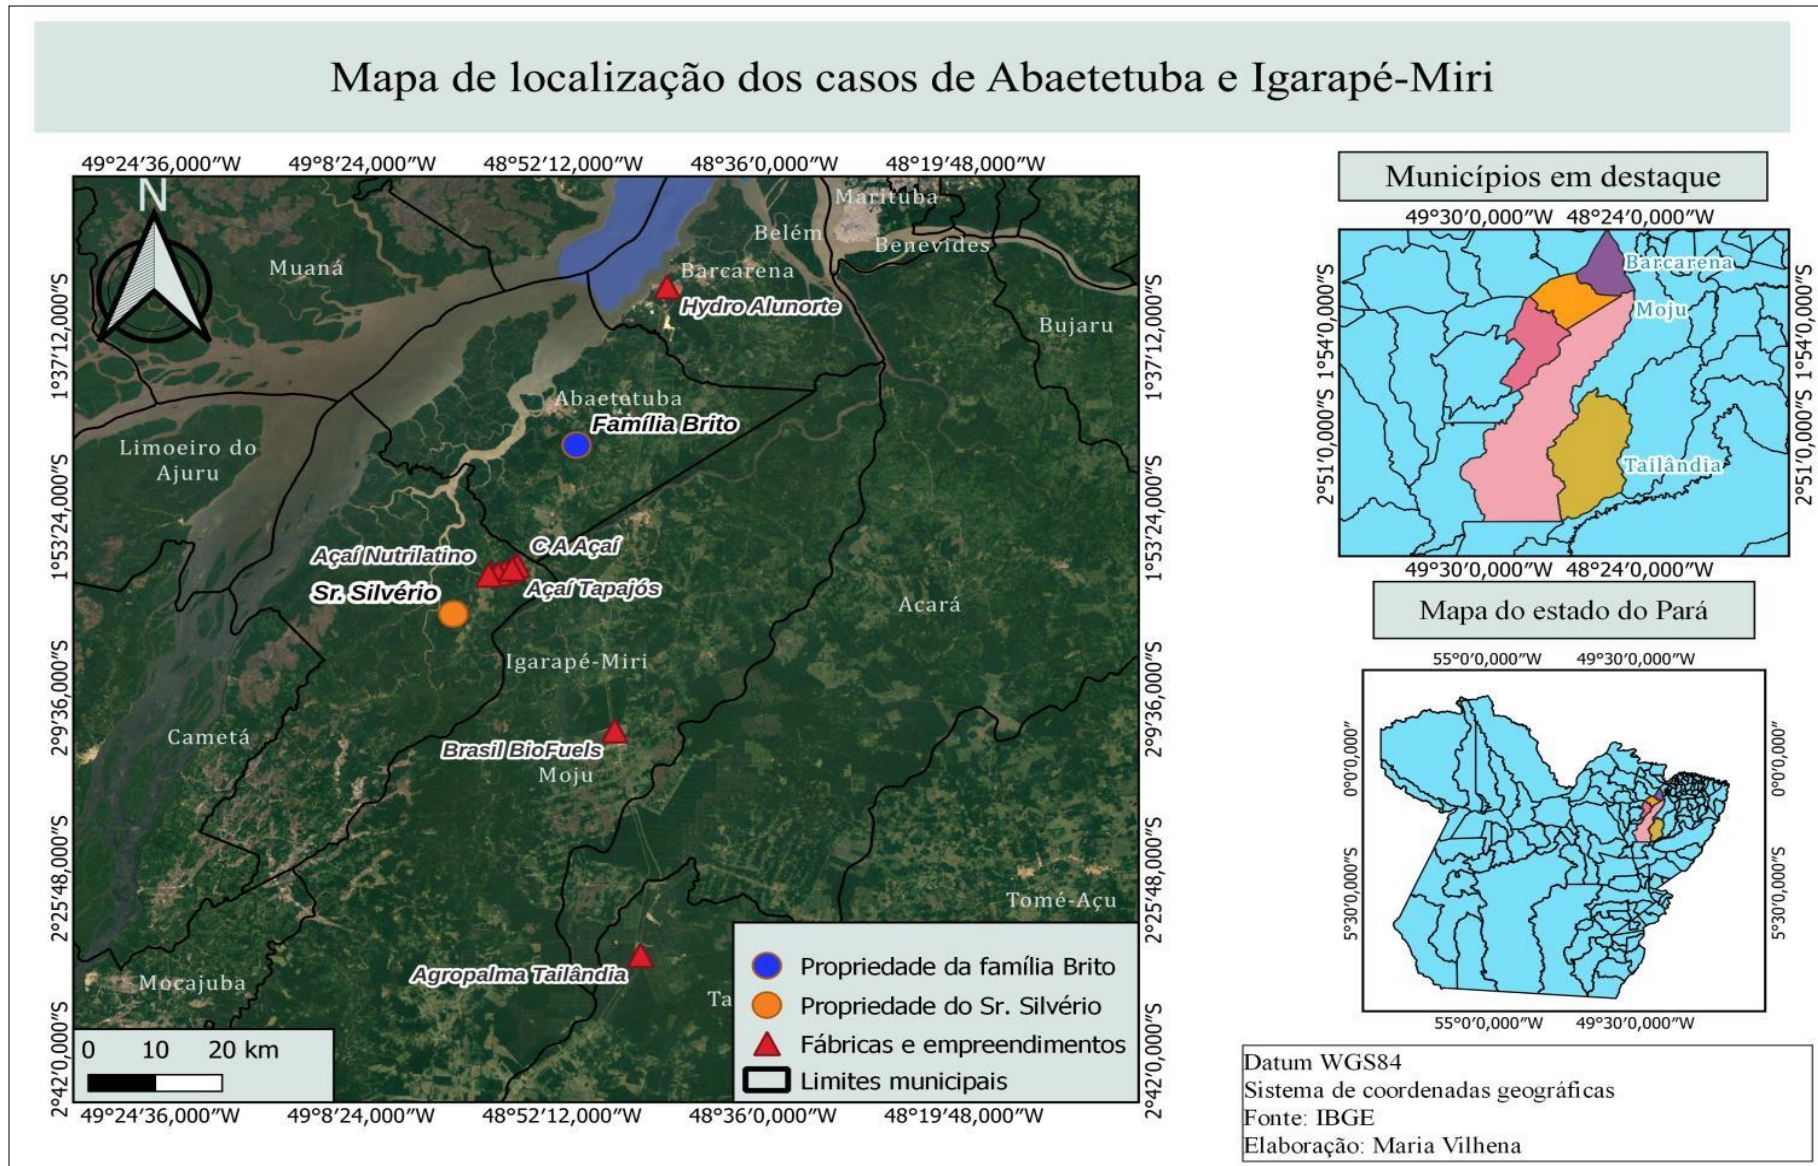 Mapa de localização dos casos de Abaetetuba e Igarapé-Miri
49°24′36,000″W 49°8′24,000″W 48°52′12,000″W 48°36′0,000″W 48°19′48,000″W
N
Marituba
Belém
Benevides
Muaná
Barcarena
Hydro Alunorte
Bujaru
Abaetetuba
Família Brito
Limoeiro do
Ajuru
C A Açaí
Açaí Nutrilatino
Açaí Tapajós
Sr. Silvério
Acará
Igarapé-Miri
Cametá
Brasil BioFuels
Moju
Tomé-Açu
Agropalma Tailândia
Mocajuba
Ta
1°37′12,000″S
1°53′24,000″S
2°9′36,000″S
2°25′48,000″S
2°42′0,000″S
1°37′12,000″S
1°53′24,000″S
2°9′36,000″S
2°25′48,000″S
2°42′0,000″S
0 10 20 km
Propriedade da família Brito
Propriedade do Sr. Silvério
Fábricas e empreendimentos
Limites municipais
49°24′36,000″W 49°8′24,000″W 48°52′12,000″W 48°36′0,000″W 48°19′48,000″W
Municípios em destaque
49°30′0,000″W 48°24′0,000″W
Barcarena
Moju
Tailândia
1°54′0,000″S
2°51′0,000″S
1°54′0,000″S
2°51′0,000″S
49°30′0,000″W 48°24′0,000″W
Mapa do estado do Pará
55°0′0,000″W 49°30′0,000″W
0°0′0,000″
5°30′0,000″S
0°0′0,000″
5°30′0,000″S
55°0′0,000″W 49°30′0,000″W
Datum WGS84
Sistema de coordenadas geográficas
Fonte: IBGE
Elaboração: Maria Vilhena